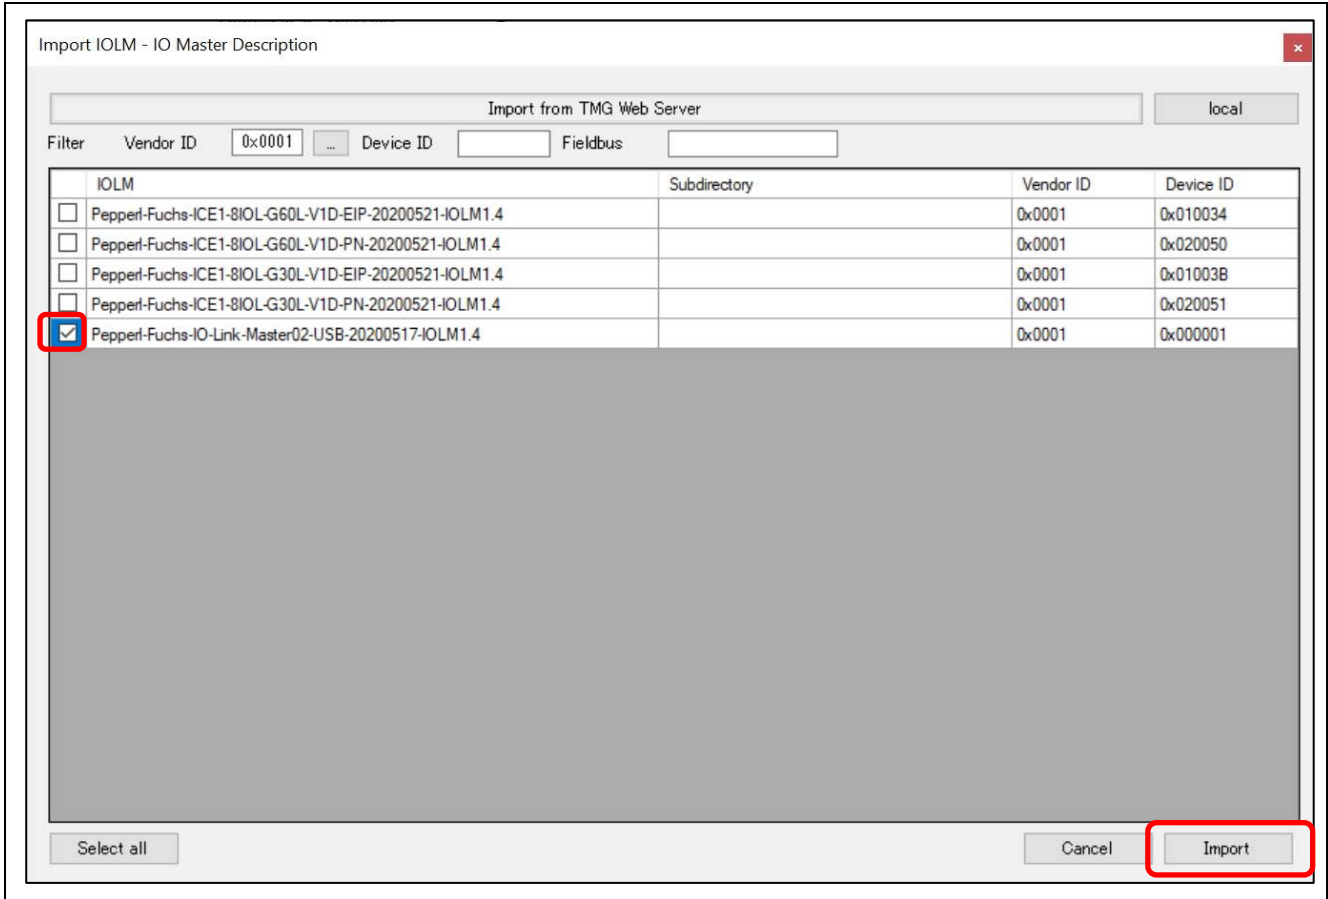 Import IOLM - IO Master Description
×
Import from TMG Web Server local
Filter Vendor ID 0x0001 ... Device ID Fieldbus
IOLM Subdirectory Vendor ID Device ID
Pepperl-Fuchs-ICE1-8IOL-G60L-V1D-EIP-20200521-IOLM1.4 0x0001 0x010034
Pepperl-Fuchs-ICE1-8IOL-G60L-V1D-PN-20200521-IOLM1.4 0x0001 0x020050
Pepperl-Fuchs-ICE1-8IOL-G30L-V1D-EIP-20200521-IOLM1.4 0x0001 0x01003B
Pepperl-Fuchs-ICE1-8IOL-G30L-V1D-PN-20200521-IOLM1.4 0x0001 0x020051
Pepperl-Fuchs-IO-Link-Master02-USB-20200517-IOLM1.4 0x0001 0x000001
Select all Cancel Import